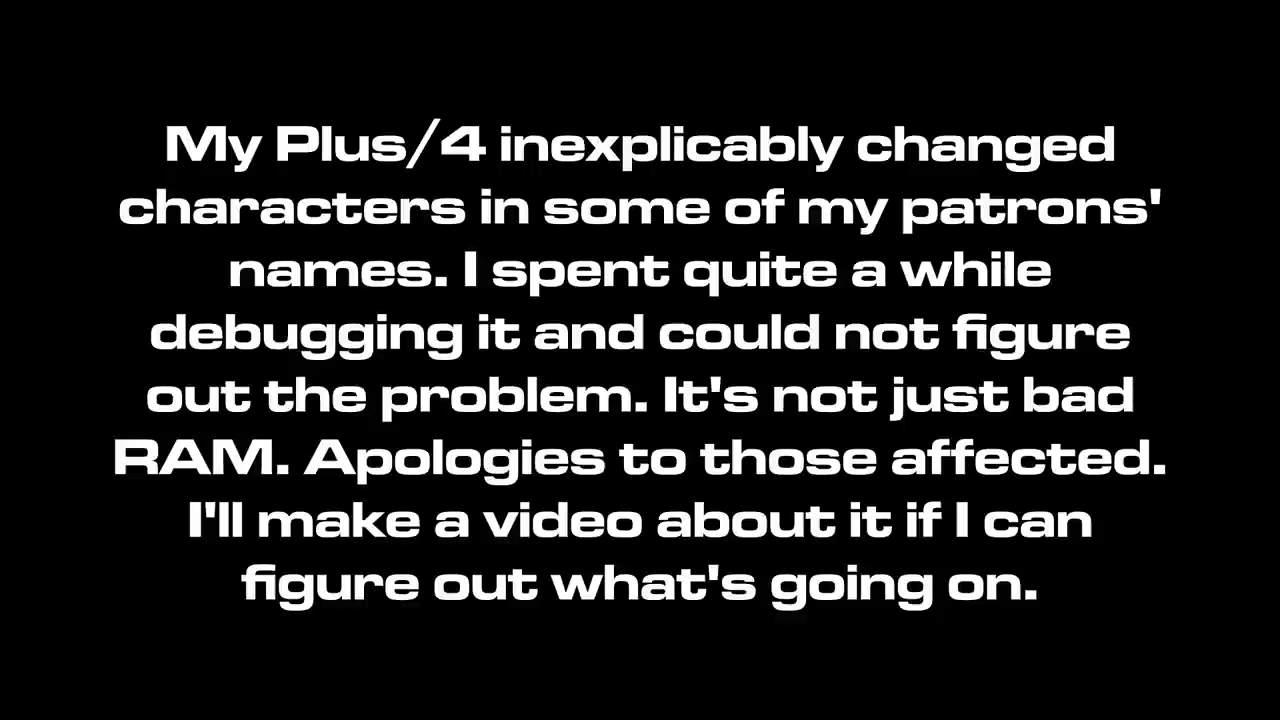 My Plus/4 inexplicably changed
characters in some of my patrons'
names. I spent quite a while
debugging it and could not figure
out the problem. It's not just bad
RAM. Apologies to those affected.
I'll make a video about it if I can
figure out what's going on.